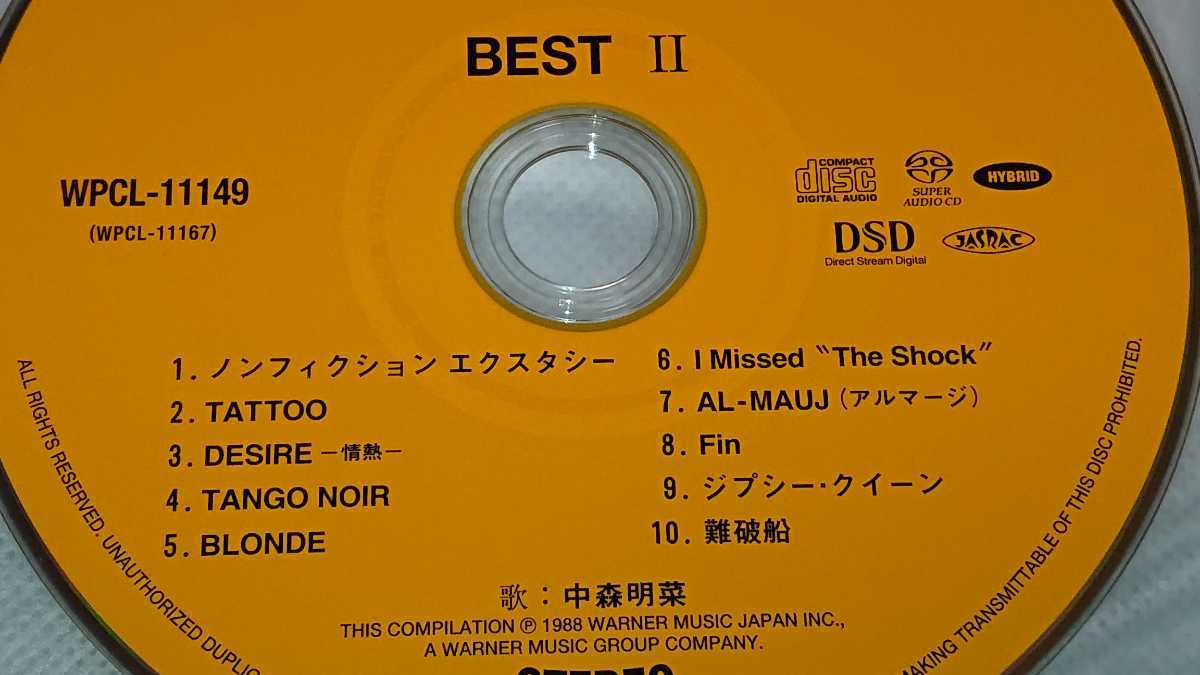 BEST II
WPCL-11149
(WPCL-11167)
COMPACT
disc
DIGITAL AUDIO
SUPER
AUDIO CD
HYBRID
DSD
Direct Stream Digital
JASRAC
1. ノンフィクション エクスタシー
2. TATTOO
3. DESIRE －情熱－
4. TANGO NOIR
5. BLONDE
6. I Missed "The Shock"
7. AL-MAUJ (アルマージ)
8. Fin
9. ジプシー・クイーン
10. 難破船
歌：中森明菜
THIS COMPILATION ℗ 1988 WARNER MUSIC JAPAN INC.,
A WARNER MUSIC GROUP COMPANY.
STEREO
ALL RIGHTS RESERVED. UNAUTHORIZED
MAKING TRANSMITTABLE OF THIS DISC PROHIBITED.